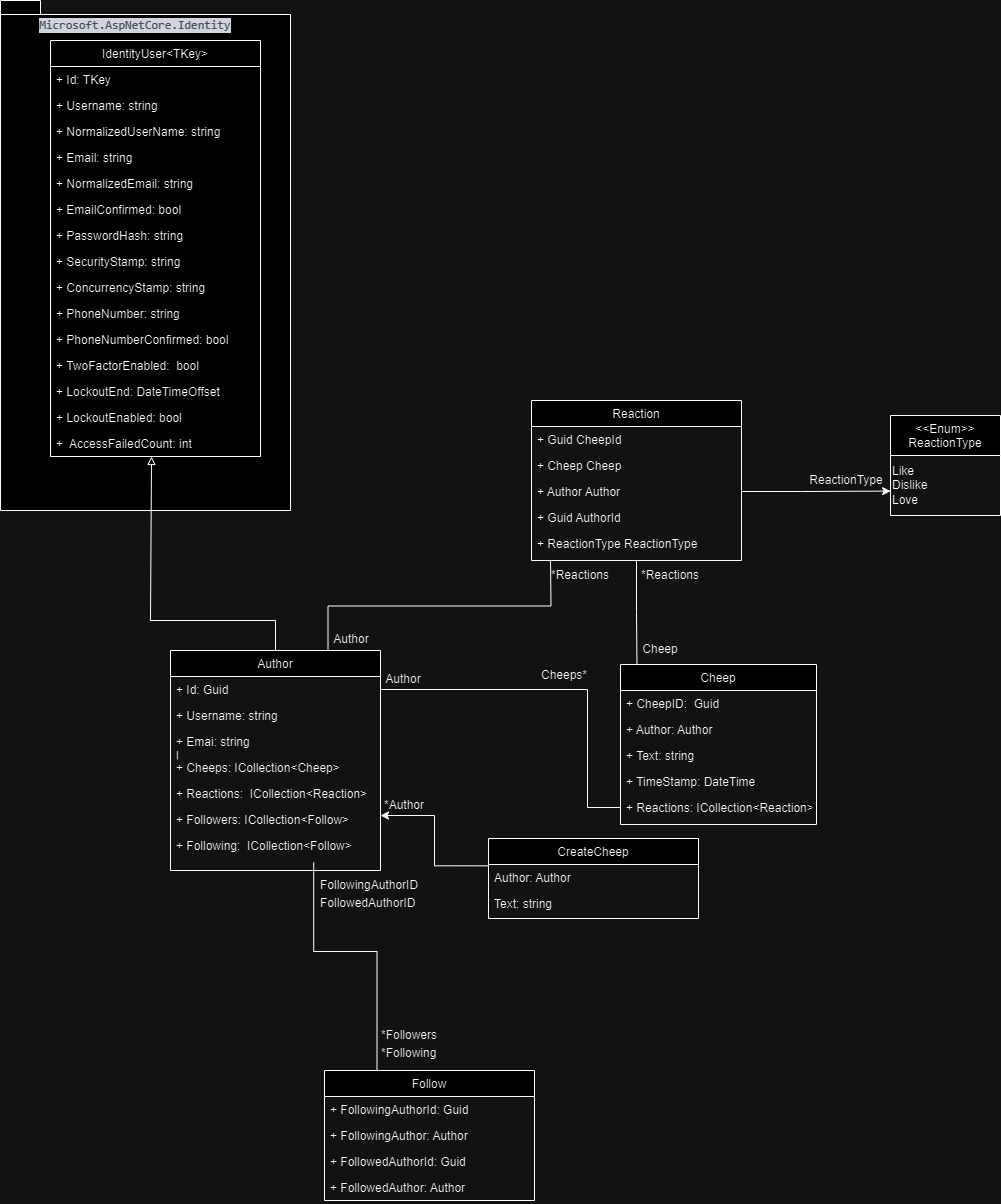 Microsoft.AspNetCore.Identity
IdentityUser<TKey>
+ Id: TKey
+ Username: string
+ NormalizedUserName: string
+ Email: string
+ NormalizedEmail: string
+ EmailConfirmed: bool
+ PasswordHash: string
+ SecurityStamp: string
+ ConcurrencyStamp: string
+ PhoneNumber: string
+ PhoneNumberConfirmed: bool
+ TwoFactorEnabled:  bool
+ LockoutEnd: DateTimeOffset
+ LockoutEnabled: bool
+  AccessFailedCount: int
Reaction
+ Guid CheepId
+ Cheep Cheep
+ Author Author
+ Guid AuthorId
+ ReactionType ReactionType
ReactionType
<<Enum>>
ReactionType
Like
Dislike
Love
*Reactions
*Reactions
Author
Cheep
Author
+ Id: Guid
+ Username: string
+ Emai: string
l
+ Cheeps: ICollection<Cheep>
+ Reactions:  ICollection<Reaction>
+ Followers: ICollection<Follow>
+ Following:  ICollection<Follow>
Author
Cheeps*
Cheep
+ CheepID:  Guid
+ Author: Author
+ Text: string
+ TimeStamp: DateTime
+ Reactions: ICollection<Reaction>
*Author
CreateCheep
Author: Author
Text: string
FollowingAuthorID
FollowedAuthorID
*Followers
*Following
Follow
+ FollowingAuthorId: Guid
+ FollowingAuthor: Author
+ FollowedAuthorId: Guid
+ FollowedAuthor: Author